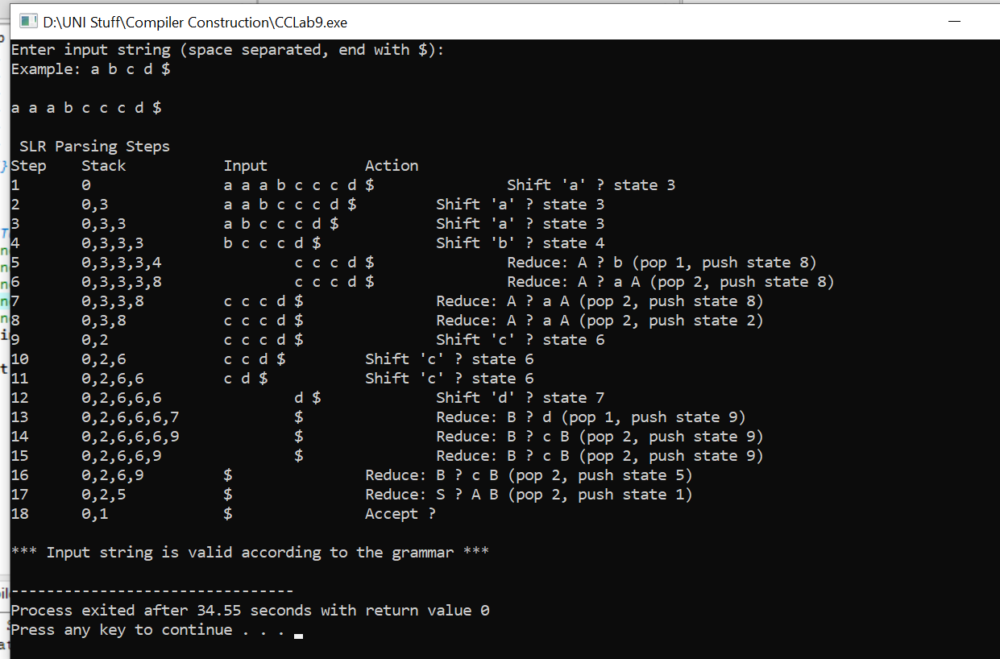 D:\UNI Stuff\Compiler Construction\CCLab9.exe
Enter input string (space separated, end with $):
Example: a b c d $
a a a b c c c d $
SLR Parsing Steps
Step Stack Input Action
1 0 a a a b c c c d $ Shift 'a' ? state 3
2 0,3 a a b c c c d $ Shift 'a' ? state 3
3 0,3,3 a b c c c d $ Shift 'a' ? state 3
4 0,3,3,3 b c c c d $ Shift 'b' ? state 4
5 0,3,3,3,4 c c c d $ Reduce: A ? b (pop 1, push state 8)
6 0,3,3,3,8 c c c d $ Reduce: A ? a A (pop 2, push state 8)
7 0,3,3,8 c c c d $ Reduce: A ? a A (pop 2, push state 8)
8 0,3,8 c c c d $ Reduce: A ? a A (pop 2, push state 2)
9 0,2 c c c d $ Shift 'c' ? state 6
10 0,2,6 c c d $ Shift 'c' ? state 6
11 0,2,6,6 c d $ Shift 'c' ? state 6
12 0,2,6,6,6 d $ Shift 'd' ? state 7
13 0,2,6,6,6,7 $ Reduce: B ? d (pop 1, push state 9)
14 0,2,6,6,6,9 $ Reduce: B ? c B (pop 2, push state 9)
15 0,2,6,6,9 $ Reduce: B ? c B (pop 2, push state 9)
16 0,2,6,9 $ Reduce: B ? c B (pop 2, push state 5)
17 0,2,5 $ Reduce: S ? A B (pop 2, push state 1)
18 0,1 $ Accept ?
*** Input string is valid according to the grammar ***
--------------------------------
Process exited after 34.55 seconds with return value 0
Press any key to continue . . .